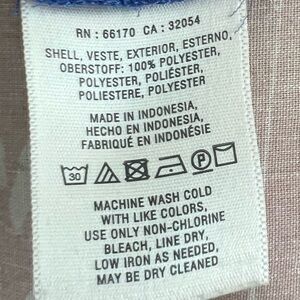 RN : 66170 CA : 32054
SHELL, VESTE, EXTERIOR, ESTERNO,
OBERSTOFF: 100% POLYESTER,
POLYESTER, POLIÉSTER,
POLIESTERE, POLYESTER
MADE IN INDONESIA,
HECHO EN INDONESIA,
FABRIQUÉ EN INDONÉSIE
30 P
MACHINE WASH COLD
WITH LIKE COLORS,
USE ONLY NON-CHLORINE
BLEACH, LINE DRY,
LOW IRON AS NEEDED,
MAY BE DRY CLEANED